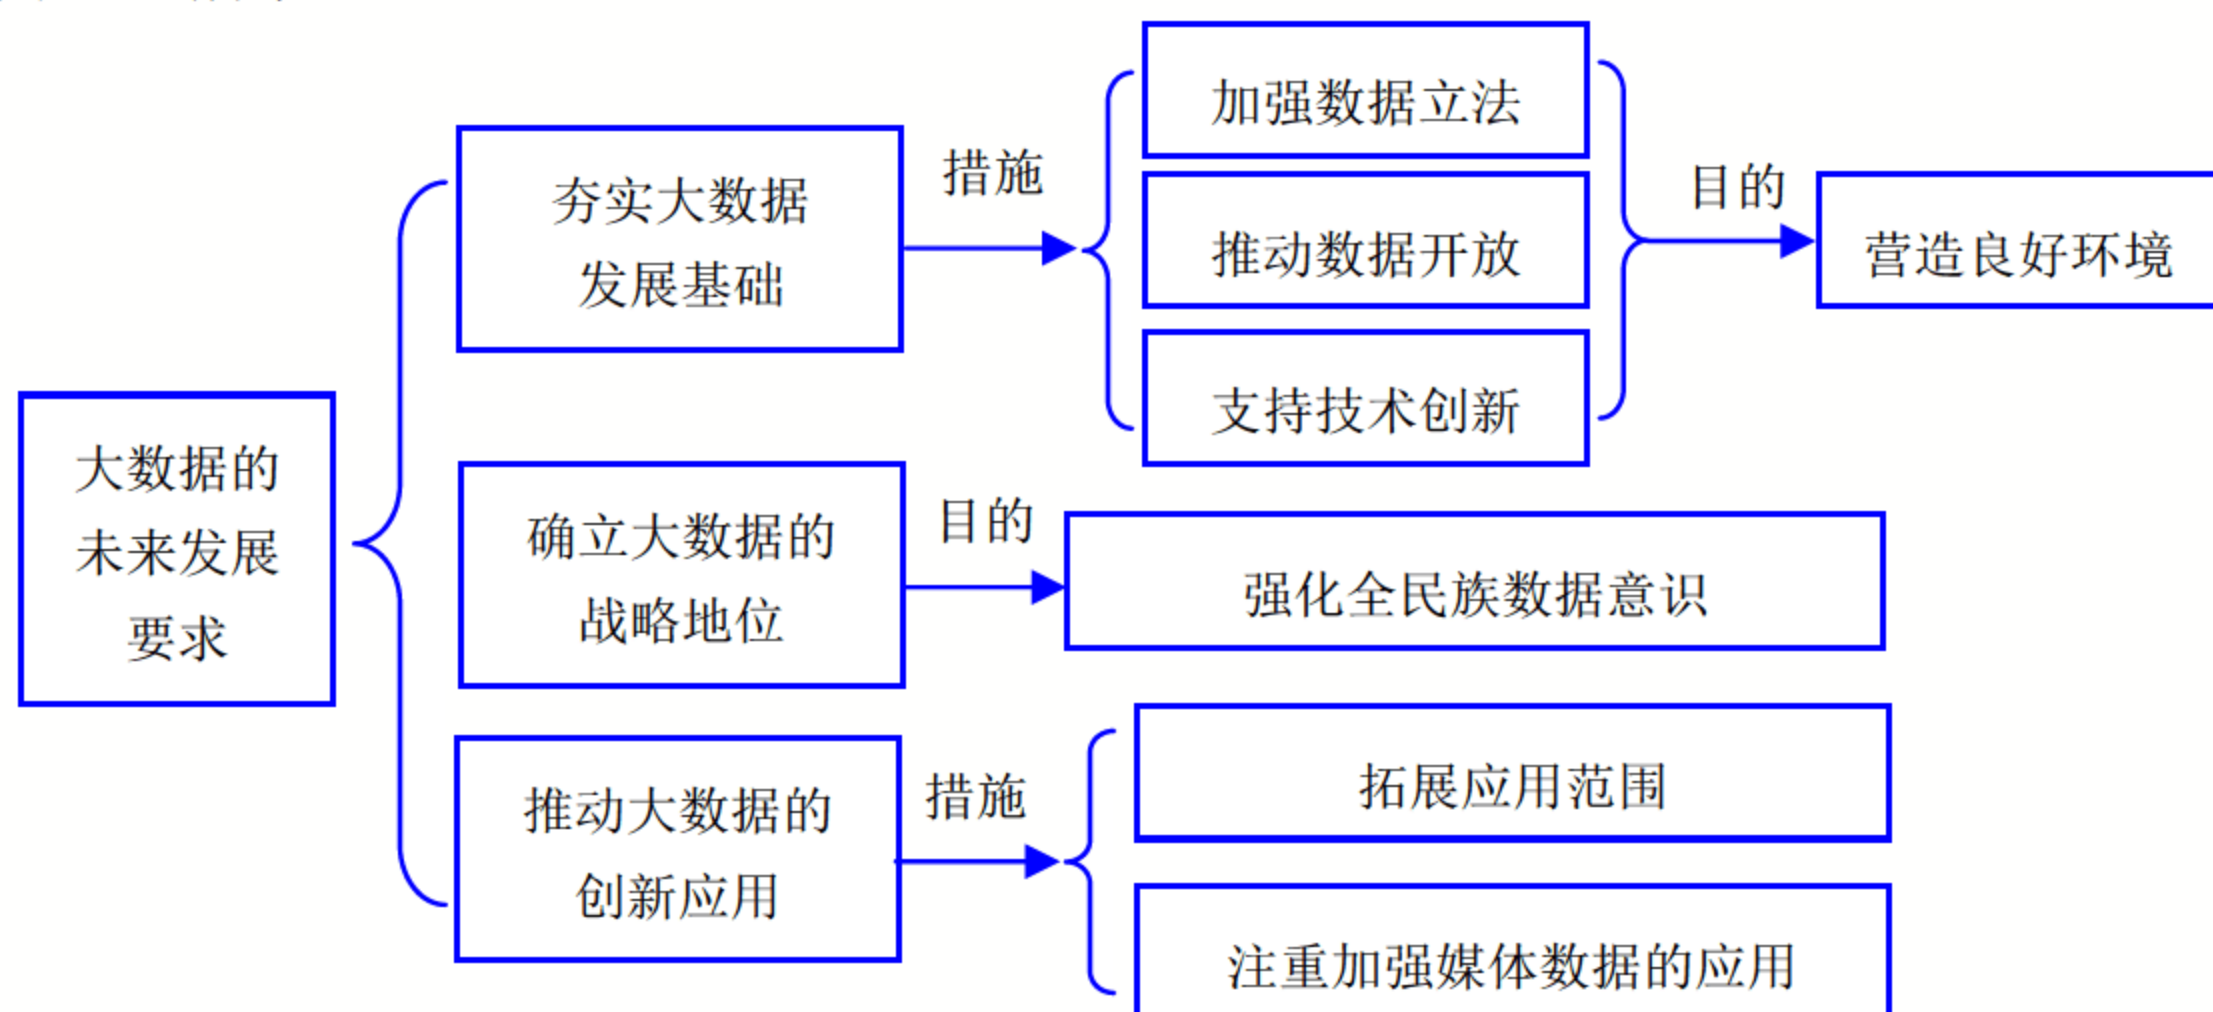 大数据的
未来发展
要求
夯实大数据
发展基础
措施
加强数据立法
推动数据开放
支持技术创新
目的
营造良好环境
确立大数据的
战略地位
目的
强化全民族数据意识
推动大数据的
创新应用
措施
拓展应用范围
注重加强媒体数据的应用